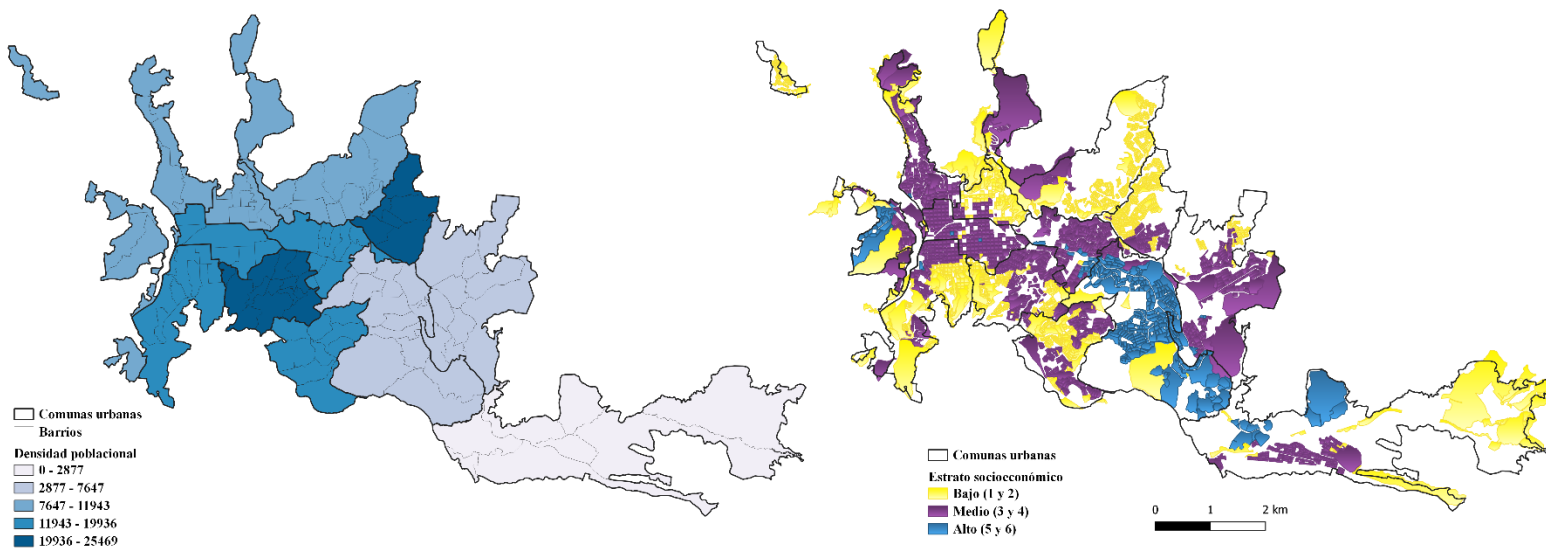 Comunas urbanas
Barrios
Densidad poblacional
0 - 2877
2877 - 7647
7647 - 11943
11943 - 19936
19936 - 25469
Comunas urbanas
Estrato socioeconómico
Bajo (1 y 2)
Medio (3 y 4)
Alto (5 y 6)
0 1 2 km